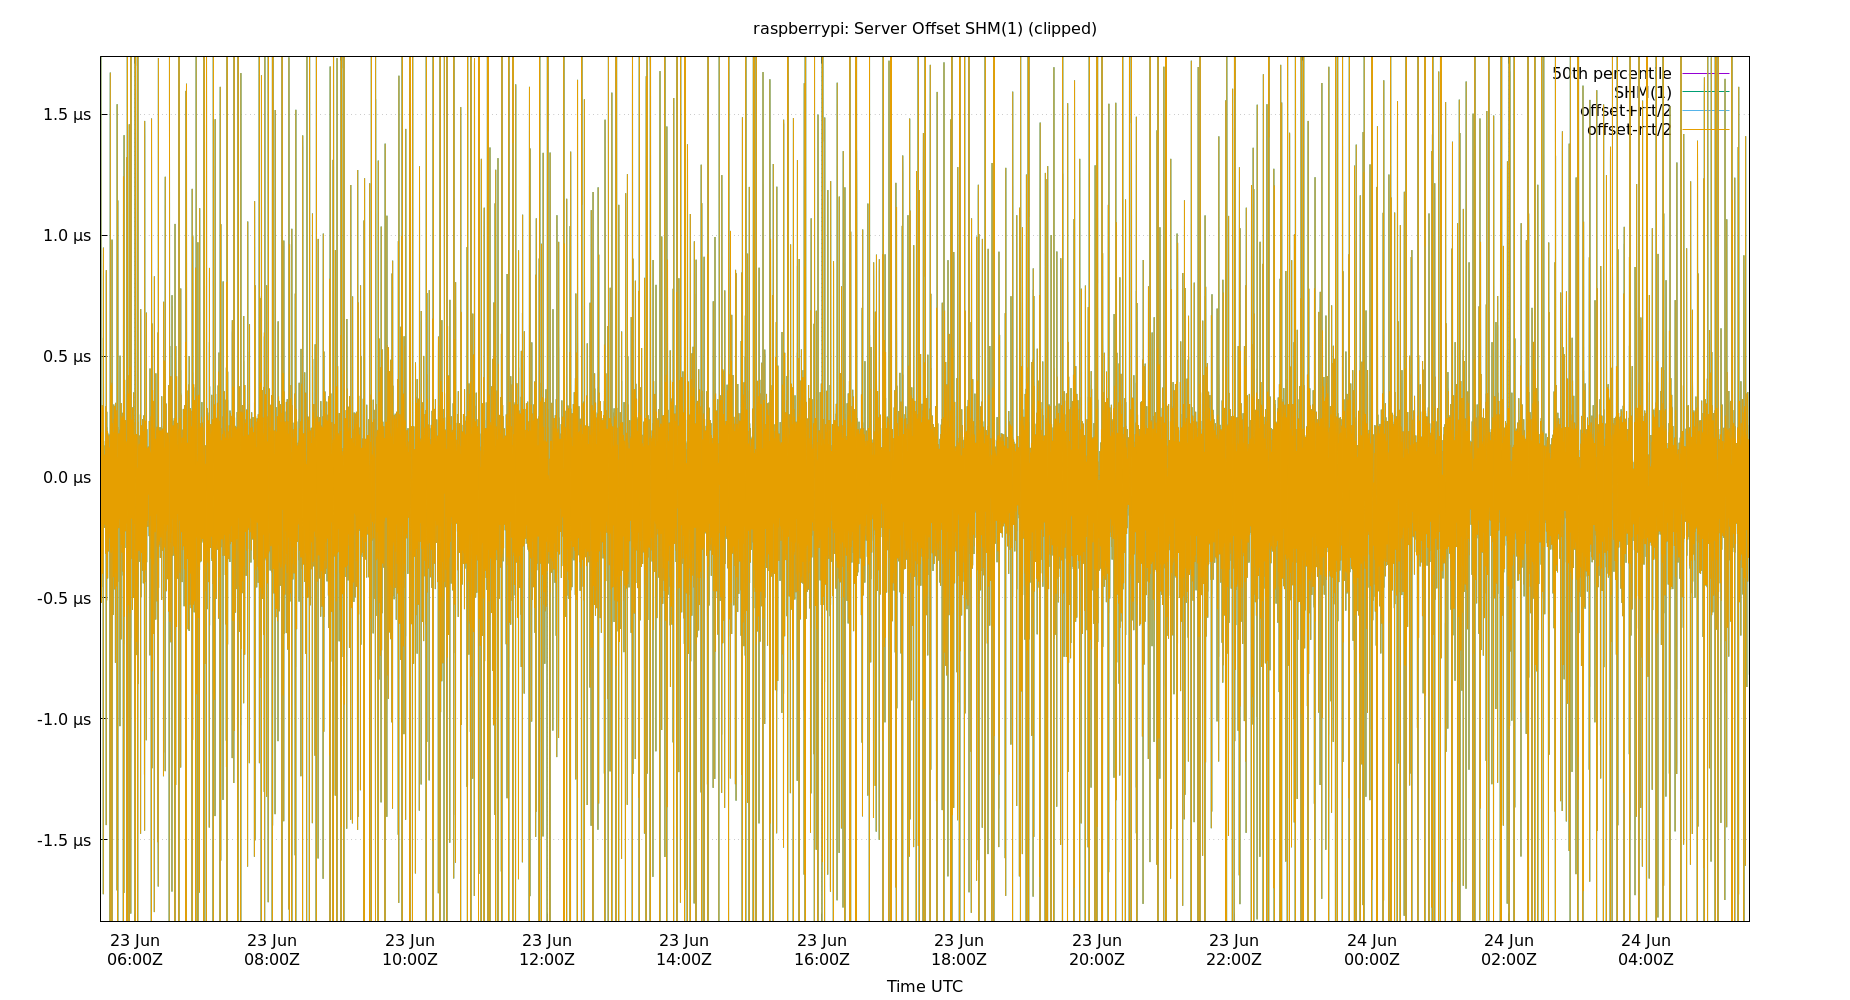 raspberrypi: Server Offset SHM(1) (clipped)
50th percentile
SHM(1)
offset+rtt/2
offset-rtt/2
1.5 µs
1.0 µs
0.5 µs
0.0 µs
-0.5 µs
-1.0 µs
-1.5 µs
23 Jun 23 Jun 23 Jun 23 Jun 23 Jun 23 Jun 23 Jun 23 Jun 23 Jun 24 Jun 24 Jun 24 Jun
06:00Z 08:00Z 10:00Z 12:00Z 14:00Z 16:00Z 18:00Z 20:00Z 22:00Z 00:00Z 02:00Z 04:00Z
Time UTC